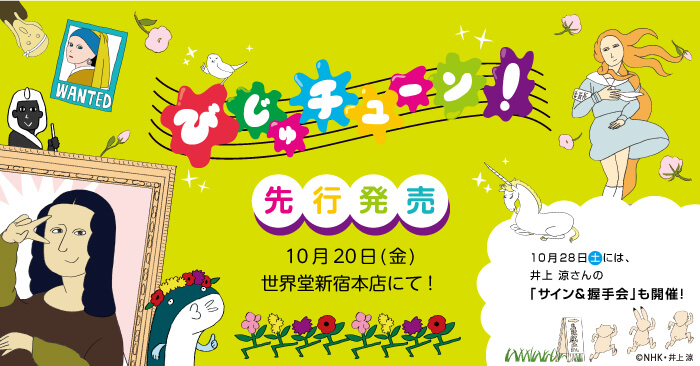 WANTED
びじゅチューン!
先行発売
10月20日(金)
世界堂新宿本店にて!
10月28日土には、
井上 涼さんの
「サイン&握手会」も開催!
©NHK・井上涼